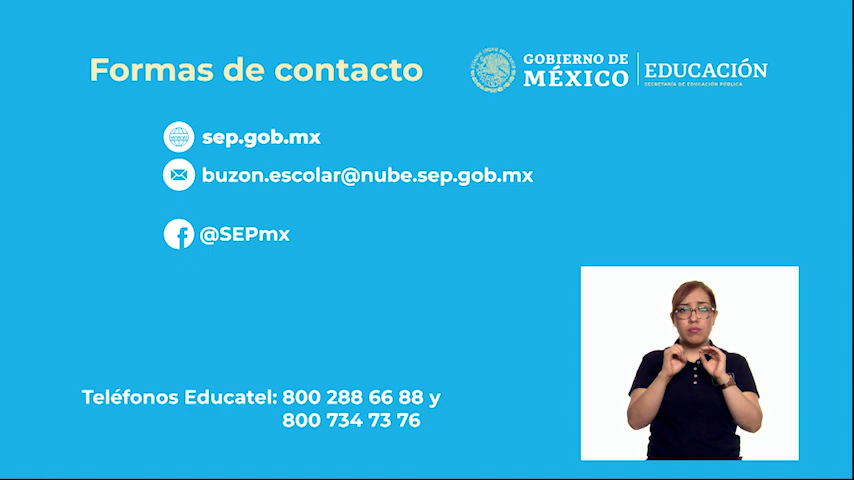 Formas de contacto
GOBIERNO DE
MÉXICO
EDUCACIÓN
SECRETARÍA DE EDUCACIÓN PÚBLICA
sep.gob.mx
buzon.escolar@nube.sep.gob.mx
@SEPmx
Teléfonos Educatel: 800 288 66 88 y
800 734 73 76